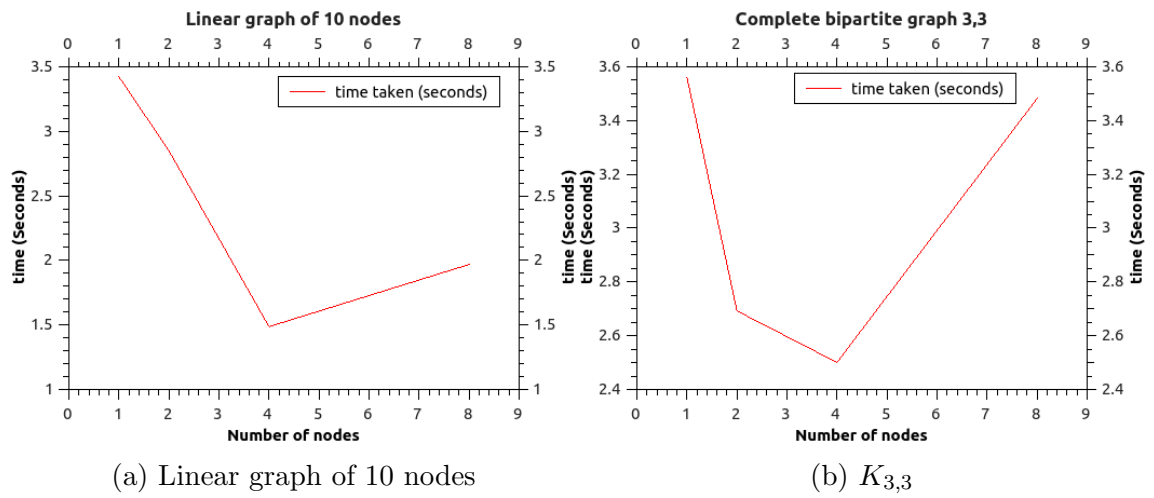 Linear graph of 10 nodes
0 1 2 3 4 5 6 7 8 9
3.5 3.5
time taken (seconds)
3 3
2.5 2.5
2 2
1.5 1.5
1 1
time (Seconds)
time (Seconds)
0 1 2 3 4 5 6 7 8 9
Number of nodes
(a) Linear graph of 10 nodes
Complete bipartite graph 3,3
0 1 2 3 4 5 6 7 8 9
3.6 3.6
time taken (seconds)
3.4 3.4
3.2 3.2
3 3
2.8 2.8
2.6 2.6
2.4 2.4
time (Seconds)
time (Seconds)
0 1 2 3 4 5 6 7 8 9
Number of nodes
(b) K3,3